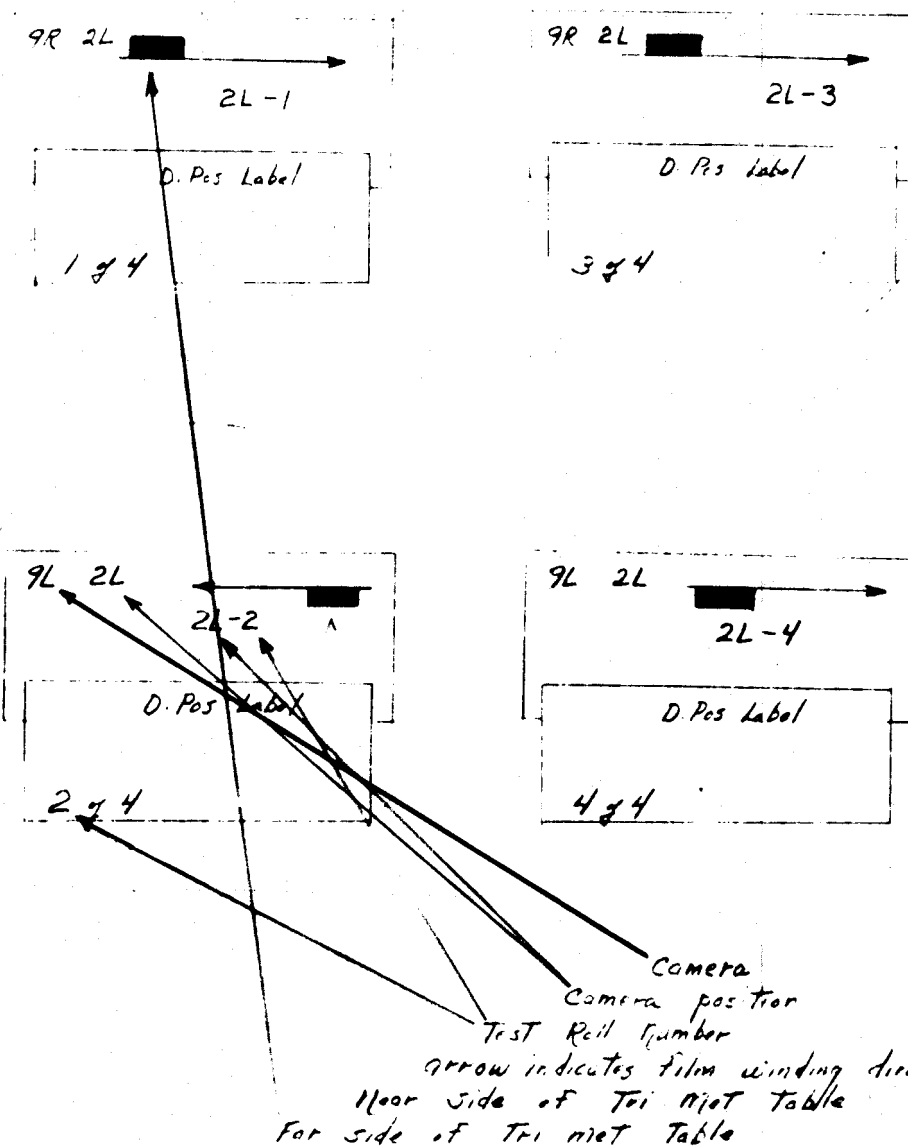 9R 2L
2L-1
D. Pos Label
1 of 4
9R 2L
2L-3
D. Pos Label
3 of 4
9L 2L
2L-2
D. Pos Label
2 of 4
9L 2L
2L-4
D. Pos Label
4 of 4
Camera
Camera position
Test Roll Number
arrow indicates film winding
Near side of Tri Met Table
Far side of Tri met Table